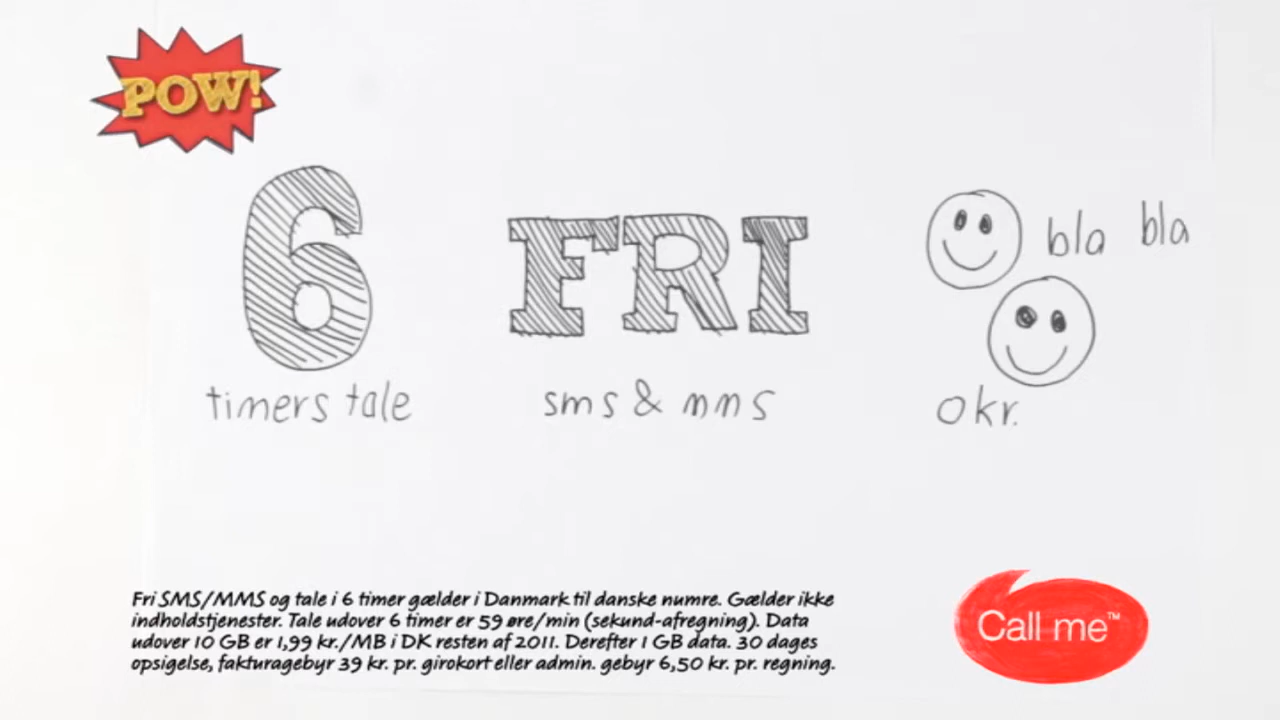 POW!
6
timers tale
FRI
sms & mms
bla bla
0 kr.
Fri SMS/MMS og tale i 6 timer gælder i Danmark til danske numre. Gælder ikke
indholdstjenester. Tale udover 6 timer er 59 øre/min (sekund-afregning). Data
udover 10 GB er 1,99 kr./MB i DK resten af 2011. Derefter 1 GB data. 30 dages
opsigelse, fakturagebyr 39 kr. pr. girokort eller admin. gebyr 6,50 kr. pr. regning.
Call me™